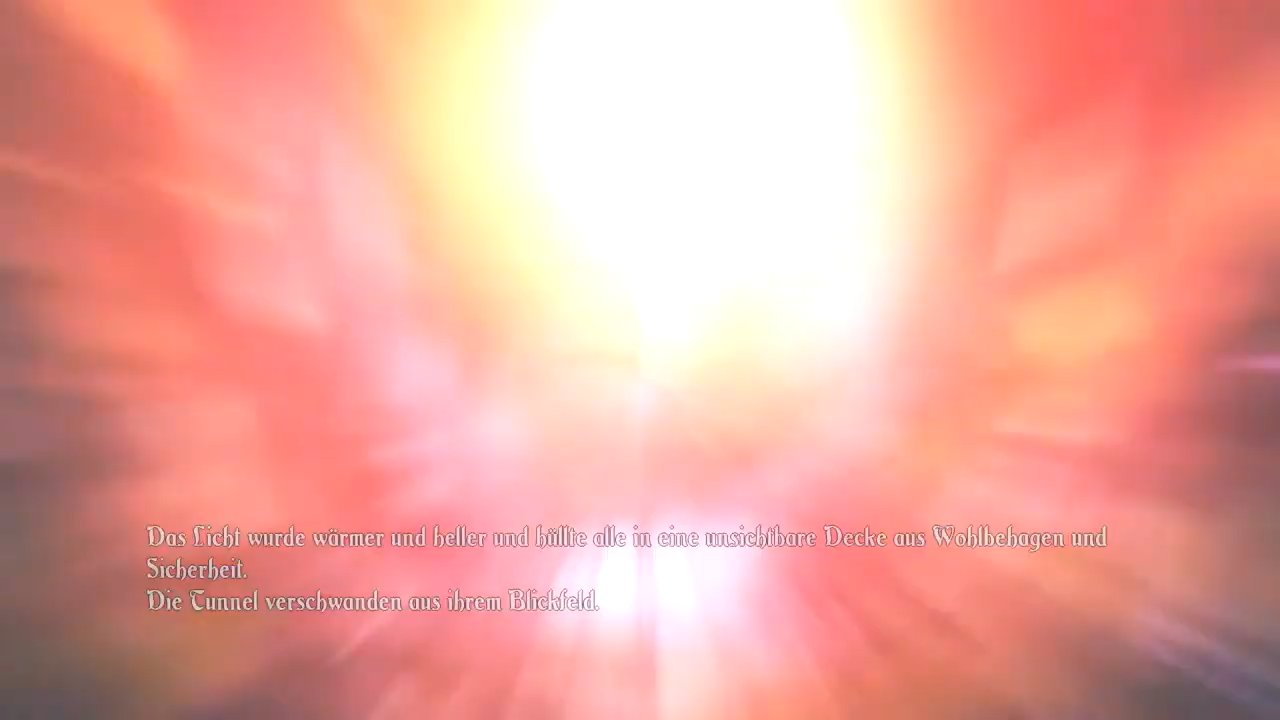 Das Licht wurde wärmer und heller und hüllte alle in eine unsichtbare Decke aus Wohlbehagen und
Sicherheit.
Die Tunnel verschwanden aus ihrem Blickfeld.